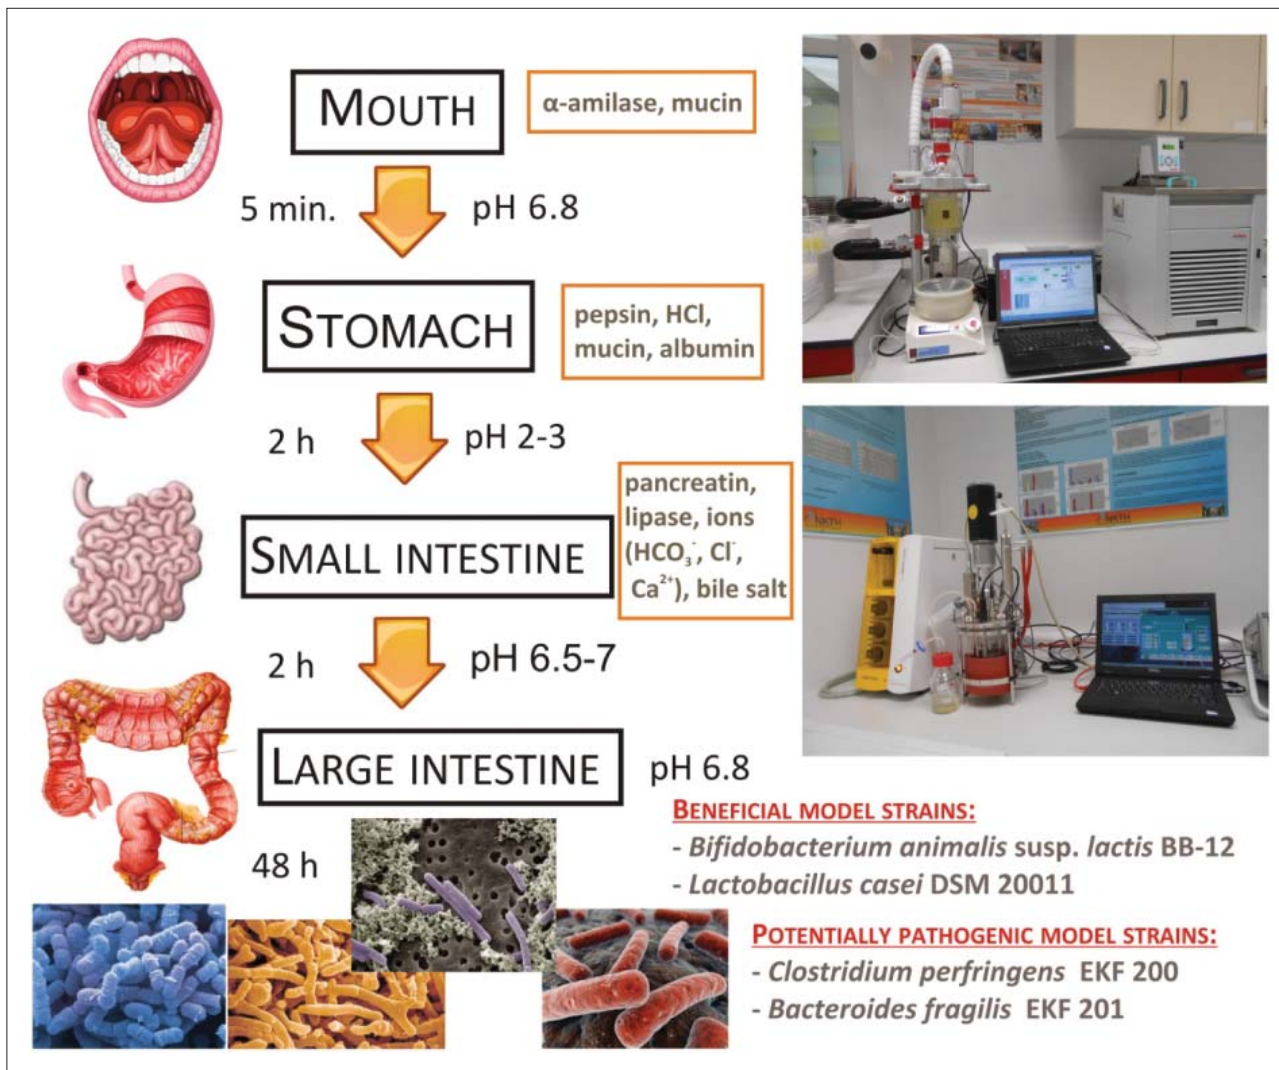 MOUTH
α-amilase, mucin
5 min.
pH 6.8
STOMACH
pepsin, HCl,
mucin, albumin
2 h
pH 2-3
SMALL INTESTINE
pancreatin,
lipase, ions
(HCO₃⁻, Cl⁻,
Ca²⁺), bile salt
2 h
pH 6.5-7
LARGE INTESTINE
pH 6.8
48 h
BENEFICIAL MODEL STRAINS:
- Bifidobacterium animalis susp. lactis BB-12
- Lactobacillus casei DSM 20011
POTENTIALLY PATHOGENIC MODEL STRAINS:
- Clostridium perfringens EKF 200
- Bacteroides fragilis EKF 201